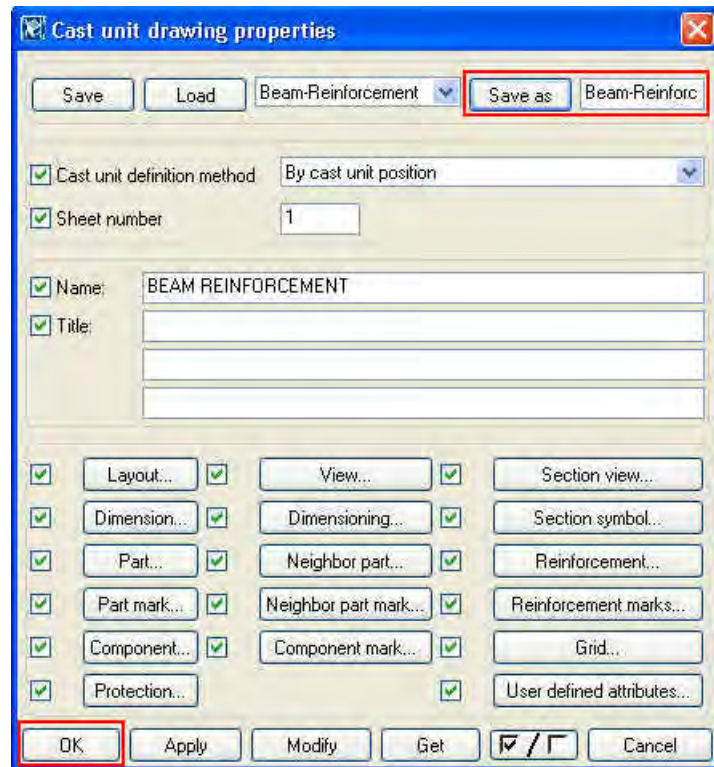 Cast unit drawing properties
Save Load Beam-Reinforcement Save as Beam-Reinforc
Cast unit definition method By cast unit position
Sheet number 1
Name: BEAM REINFORCEMENT
Title:
Layout... View... Section view...
Dimension... Dimensioning... Section symbol...
Part... Neighbor part... Reinforcement...
Part mark... Neighbor part mark... Reinforcement marks...
Component... Component mark... Grid...
Protection... User defined attributes...
OK Apply Modify Get / Cancel